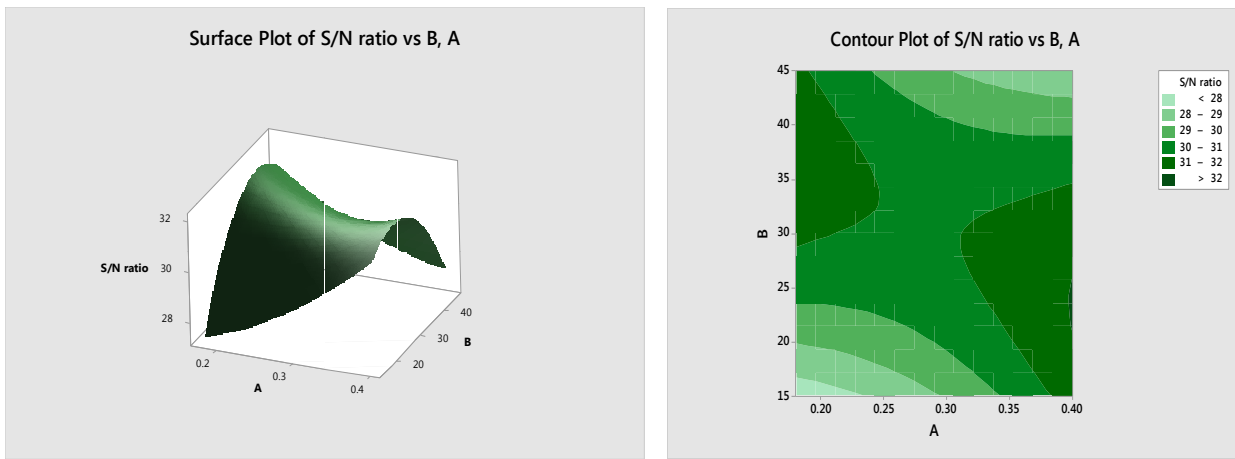 Surface Plot of S/N ratio vs B, A
32
30
28
S/N ratio
0.2
0.3
0.4
A
20
30
40
B
Contour Plot of S/N ratio vs B, A
45
40
35
30
25
20
15
B
0.20 0.25 0.30 0.35 0.40
A
S/N ratio
< 28
28 – 29
29 – 30
30 – 31
31 – 32
> 32